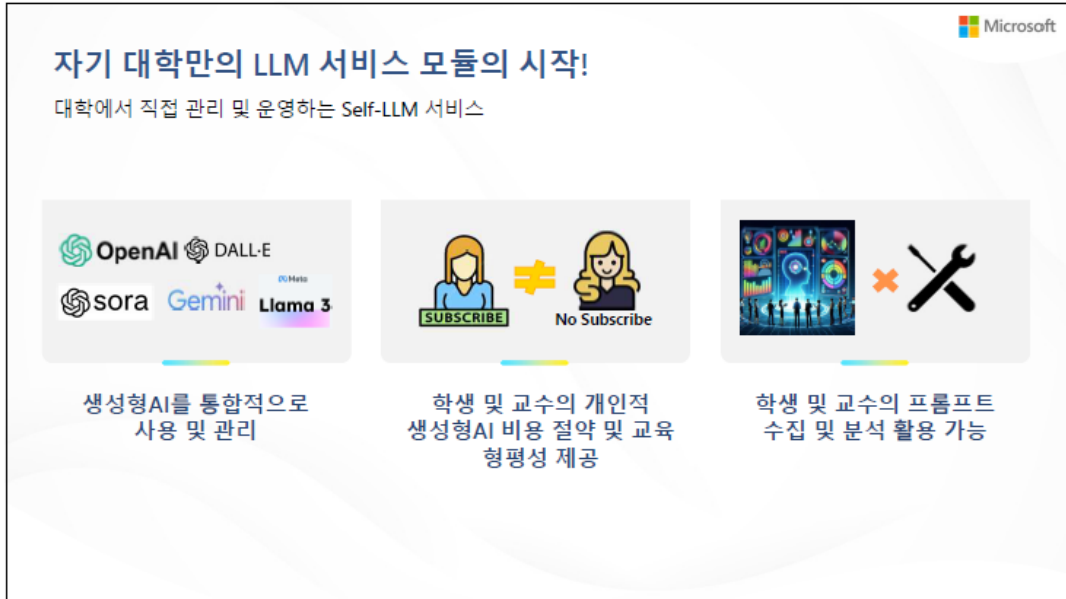 Microsoft
자기 대학만의 LLM 서비스 모듈의 시작!
대학에서 직접 관리 및 운영하는 Self-LLM 서비스
OpenAI DALL·E
sora Gemini Meta Llama 3
SUBSCRIBE
No Subscribe
생성형AI를 통합적으로
사용 및 관리
학생 및 교수의 개인적
생성형AI 비용 절약 및 교육
형평성 제공
학생 및 교수의 프롬프트
수집 및 분석 활용 가능